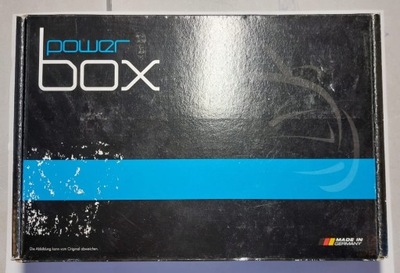 power
box
Die Abbildung kann vom Original abweichen.
MADE IN
GERMANY